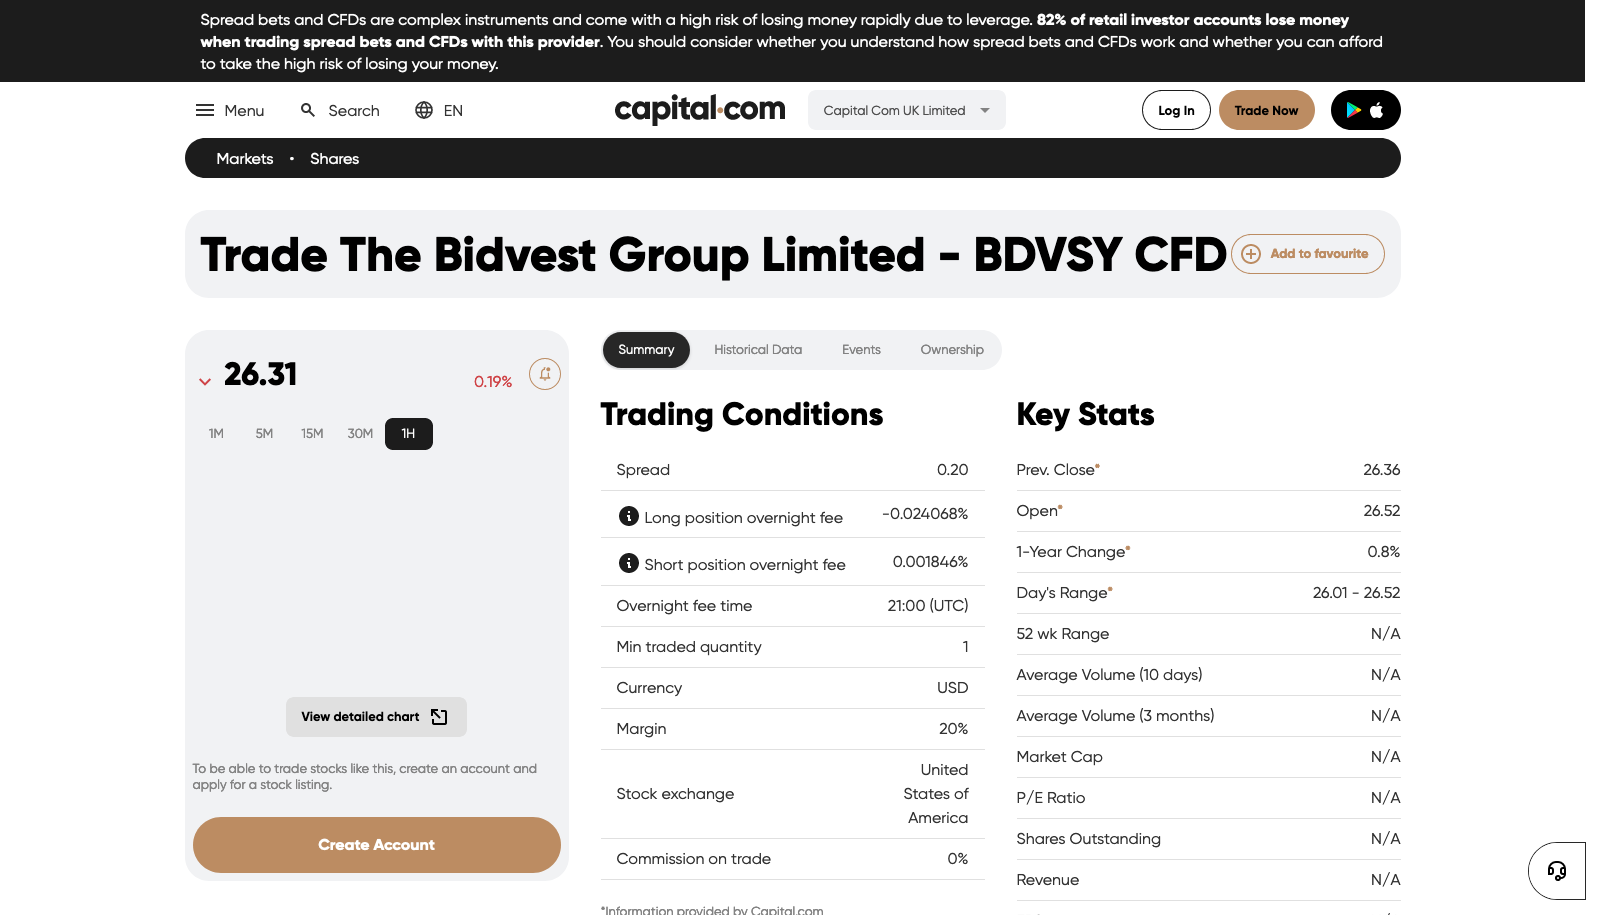 Spread bets and CFDs are complex instruments and come with a high risk of losing money rapidly due to leverage. 82% of retail investor accounts lose money
when trading spread bets and CFDs with this provider. You should consider whether you understand how spread bets and CFDs work and whether you can afford
to take the high risk of losing your money.
Menu
Search
EN
capital.com
Capital Com UK Limited
Log In
Trade Now
Markets • Shares
Trade The Bidvest Group Limited - BDVSY CFD
Add to favourite
26.31
0.19%
1M 5M 15M 30M 1H
View detailed chart
To be able to trade stocks like this, create an account and
apply for a stock listing.
Create Account
Summary Historical Data Events Ownership
Trading Conditions
Spread 0.20
Long position overnight fee -0.024068%
Short position overnight fee 0.001846%
Overnight fee time 21:00 (UTC)
Min traded quantity 1
Currency USD
Margin 20%
Stock exchange United
States of
America
Commission on trade 0%
*Information provided by Capital.com
Key Stats
Prev. Close* 26.36
Open* 26.52
1-Year Change* 0.8%
Day's Range* 26.01 - 26.52
52 wk Range N/A
Average Volume (10 days) N/A
Average Volume (3 months) N/A
Market Cap N/A
P/E Ratio N/A
Shares Outstanding N/A
Revenue N/A